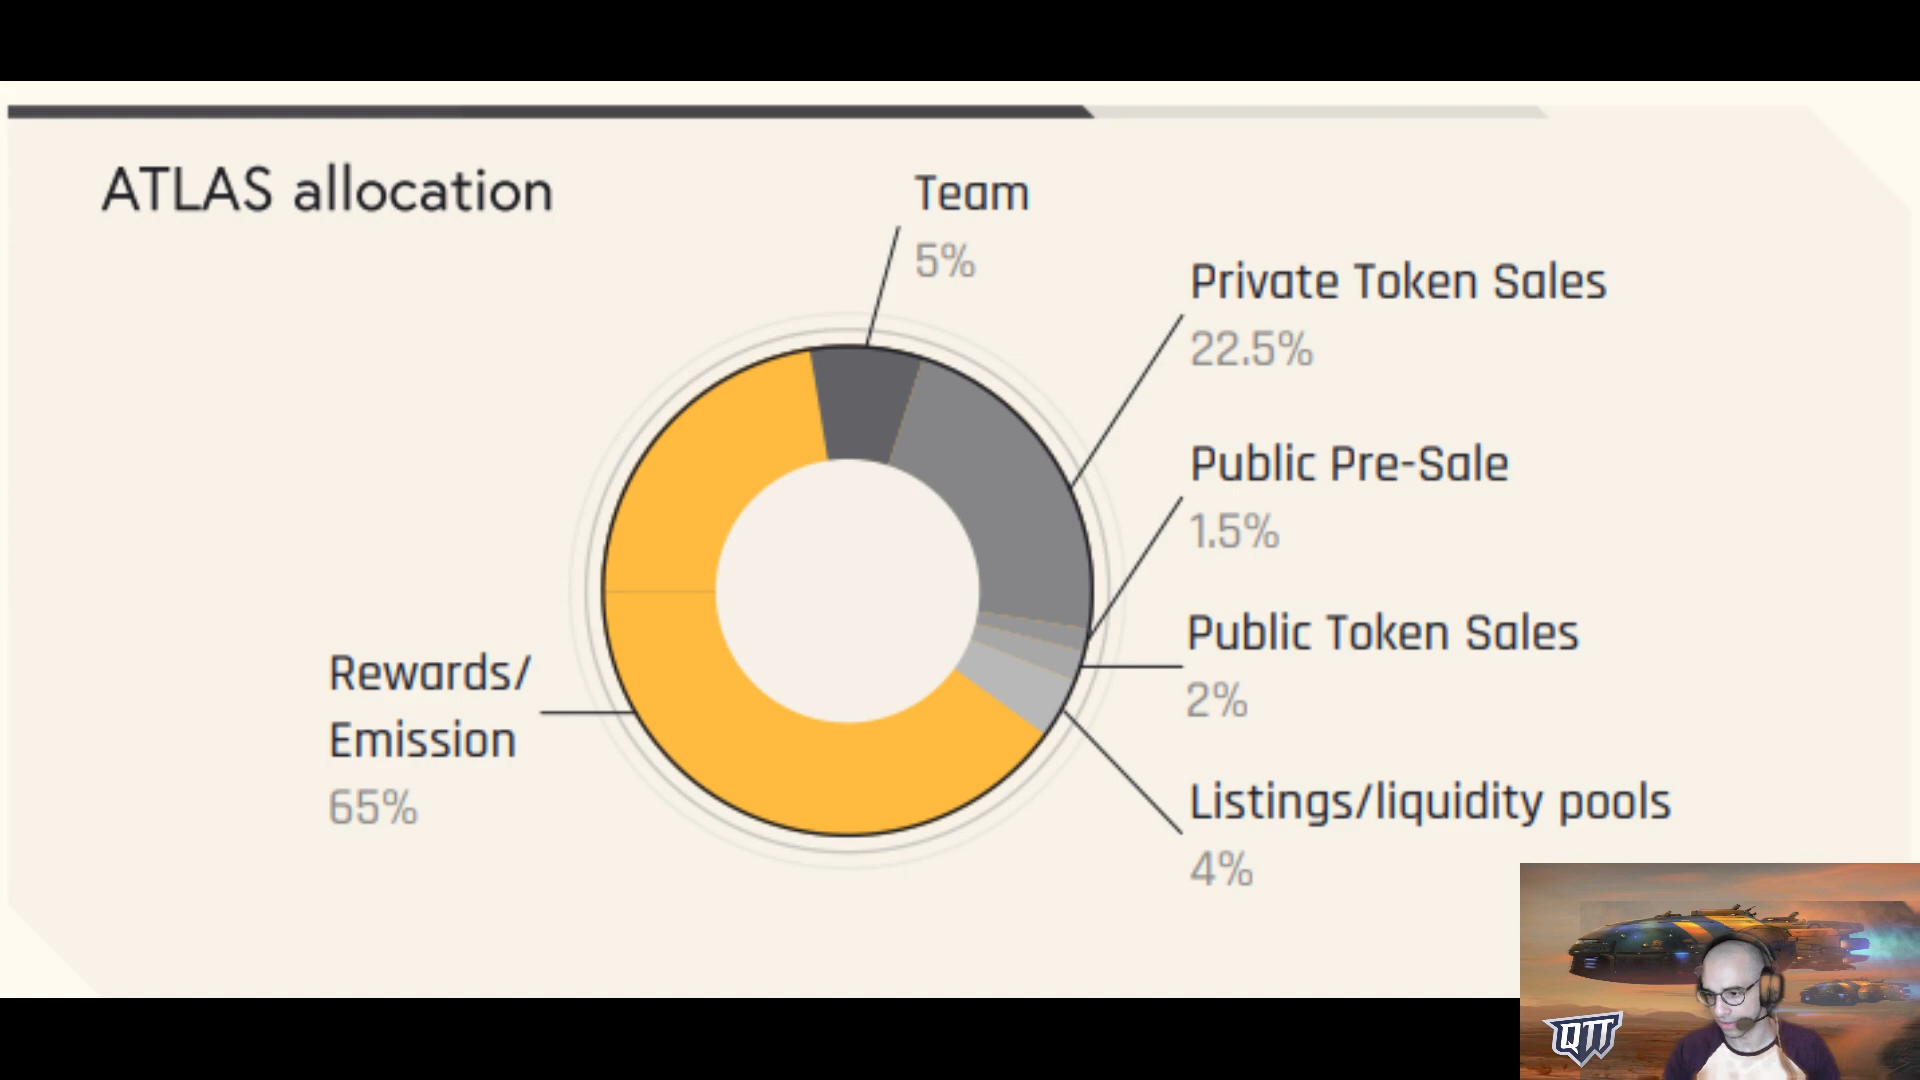 ATLAS allocation
Team
5%
Private Token Sales
22.5%
Public Pre-Sale
1.5%
Public Token Sales
2%
Listings/liquidity pools
4%
Rewards/
Emission
65%
QTT